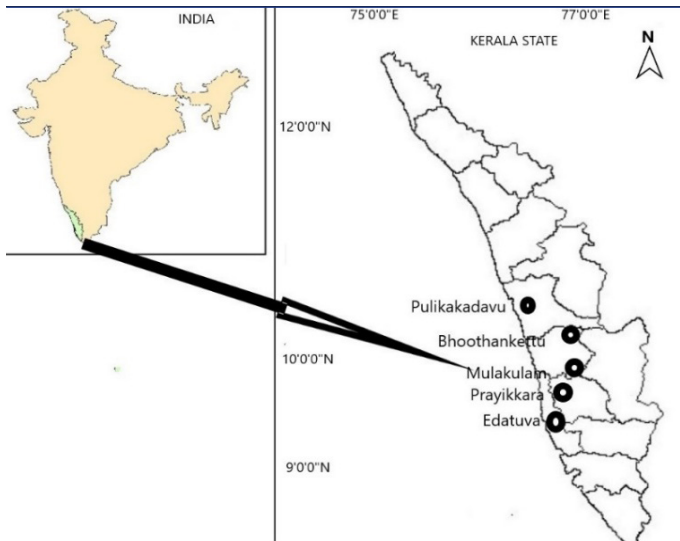 INDIA
75'0'0"E
77'0'0"E
KERALA STATE
N
12'0'0"N
Pulikakadavu
Bhoothankettu
10'0'0"N
Mulakulam
Prayikkara
Edatuva
9'0'0"N